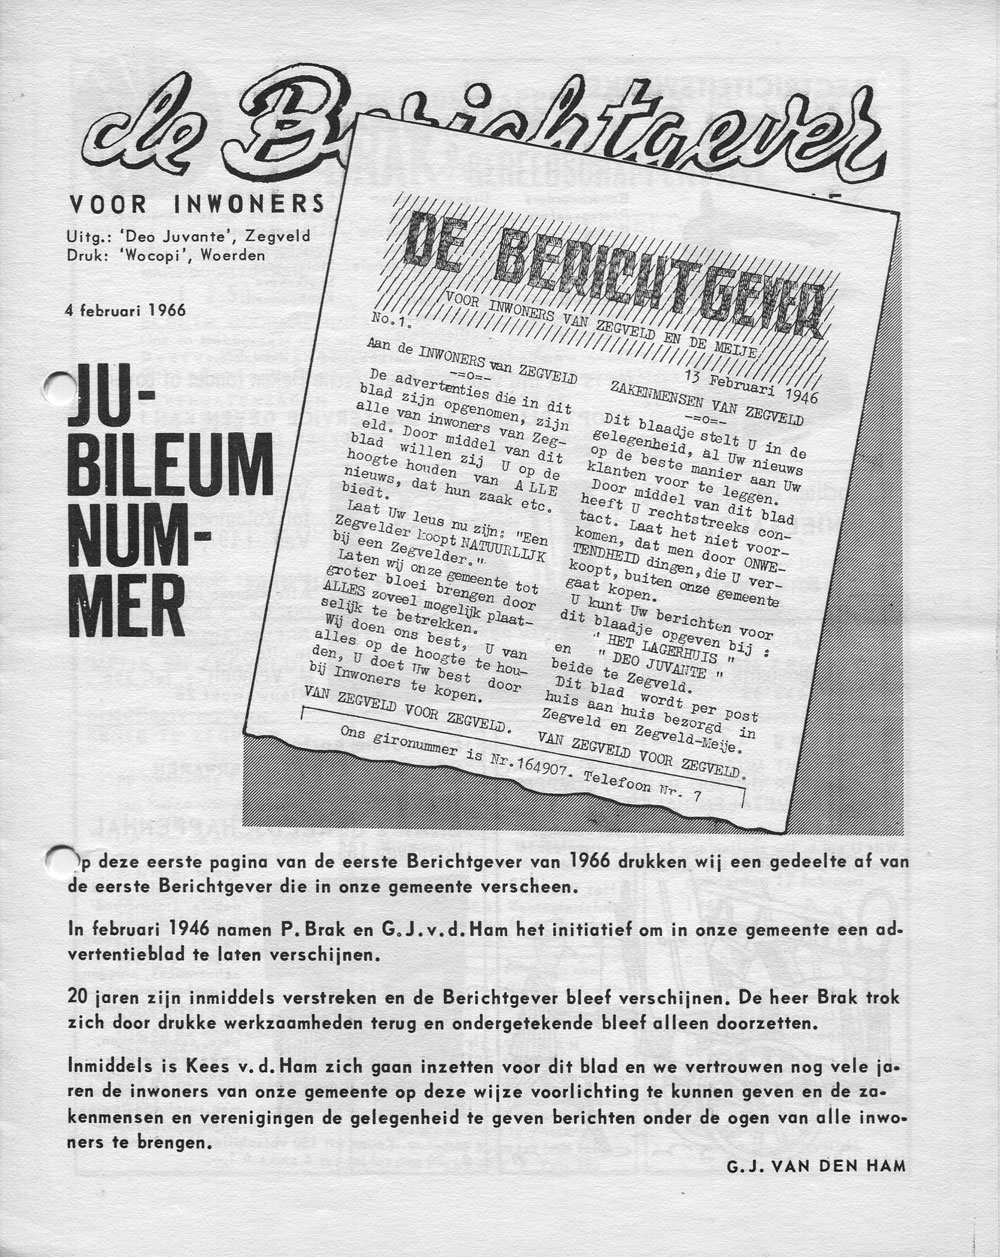 de Berichtgever
VOOR INWONERS
Uitg.: 'Deo Juvante', Zegveld
Druk: 'Wocopi', Woerden
4 februari 1966
JU-
BILEUM
NUM-
MER
DE BERICHTGEVER
VOOR INWONERS VAN ZEGVELD EN DE MEIJE
No.1.
13 Februari 1946
Aan de INWONERS van ZEGVELD
-=o=-
De advertenties die in dit
blad zijn opgenomen, zijn
alle van inwoners van Zeg-
eld. Door middel van dit
blad willen zij U op de
hoogte houden van ALLE
nieuws, dat hun zaak etc.
biedt.
Laat Uw leus nu zijn: "Een
Zegvelder koopt NATUURLIJK
bij een Zegvelder."
Laten wij onze gemeente tot
groter bloei brengen door
ALLES zoveel mogelijk plaat-
selijk te betrekken.
Wij doen ons best, U van
alles op de hoogte te hou-
den, U doet Uw best door
bij Inwoners te kopen.
VAN ZEGVELD VOOR ZEGVELD.
ZAKENMENSEN VAN ZEGVELD
-=o=-
Dit blaadje stelt U in de
gelegenheid, al Uw nieuws
op de beste manier aan Uw
klanten voor te leggen.
Door middel van dit blad
heeft U rechtstreeks con-
tact. Laat het niet voor-
komen, dat men door ONWE-
TENDHEID dingen, die U ver-
koopt, buiten onze gemeente
gaat kopen.
U kunt Uw berichten voor
dit blaadje opgeven bij :
" HET LAGERHUIS "
en " DEO JUVANTE "
beide te Zegveld.
Dit blad wordt per post
huis aan huis bezorgd in
Zegveld en Zegveld-Meije.
VAN ZEGVELD VOOR ZEGVELD.
Ons gironummer is Nr.164907. Telefoon Nr. 7
Op deze eerste pagina van de eerste Berichtgever van 1966 drukken wij een gedeelte af van
de eerste Berichtgever die in onze gemeente verscheen.
In februari 1946 namen P. Brak en G.J.v.d.Ham het initiatief om in onze gemeente een ad-
vertentieblad te laten verschijnen.
20 jaren zijn inmiddels verstreken en de Berichtgever bleef verschijnen. De heer Brak trok
zich door drukke werkzaamheden terug en ondergetekende bleef alleen doorzetten.
Inmiddels is Kees v.d.Ham zich gaan inzetten voor dit blad en we vertrouwen nog vele ja-
ren de inwoners van onze gemeente op deze wijze voorlichting te kunnen geven en de za-
kenmensen en verenigingen de gelegenheid te geven berichten onder de ogen van alle inwo-
ners te brengen.
G.J. VAN DEN HAM